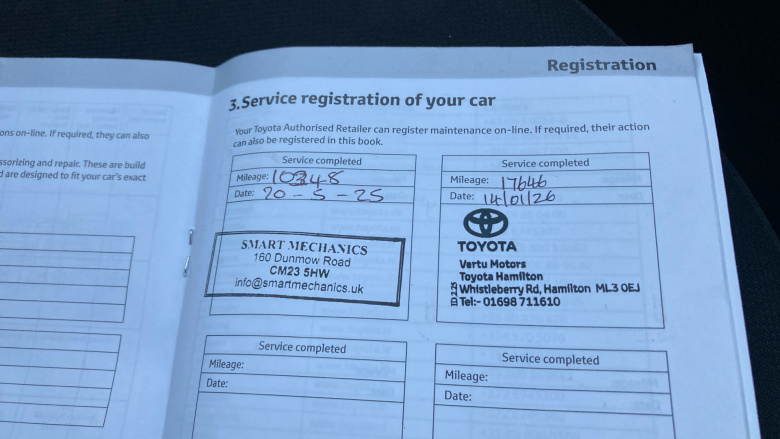 Registration
3. Service registration of your car
Your Toyota Authorised Retailer can register maintenance on-line. If required, their action
can also be registered in this book.
ons on-line. If required, they can also
ssorizing and repair. These are build
d are designed to fit your car's exact
Service completed
Mileage: 10348
Date: 20-5-25
SMART MECHANICS
160 Dunmow Road
CM23 5HW
info@smartmechanics.uk
Service completed
Mileage: 17646
Date: 14/01/26
TOYOTA
Vertu Motors
Toyota Hamilton
Whistleberry Rd, Hamilton ML3 0EJ
Tel:- 01698 711610
Service completed
Mileage:
Date:
Service completed
Mileage:
Date: